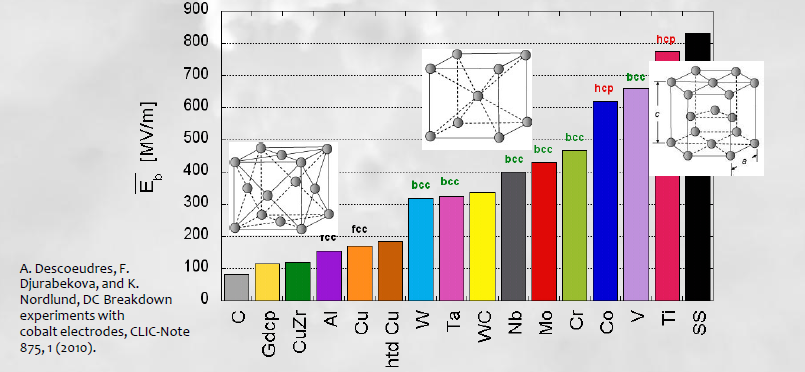 900
800
700
600
500
400
300
200
100
0
E̅b [MV/m]
fcc
fcc
bcc
bcc
bcc
bcc
bcc
hcp
bcc
hcp
c
a
C
Gdcp
CuZr
Al
Cu
htd Cu
W
Ta
WC
Nb
Mo
Cr
Co
V
Ti
SS
A. Descoeudres, F.
Djurabekova, and K.
Nordlund, DC Breakdown
experiments with
cobalt electrodes, CLIC-Note
875, 1 (2010).